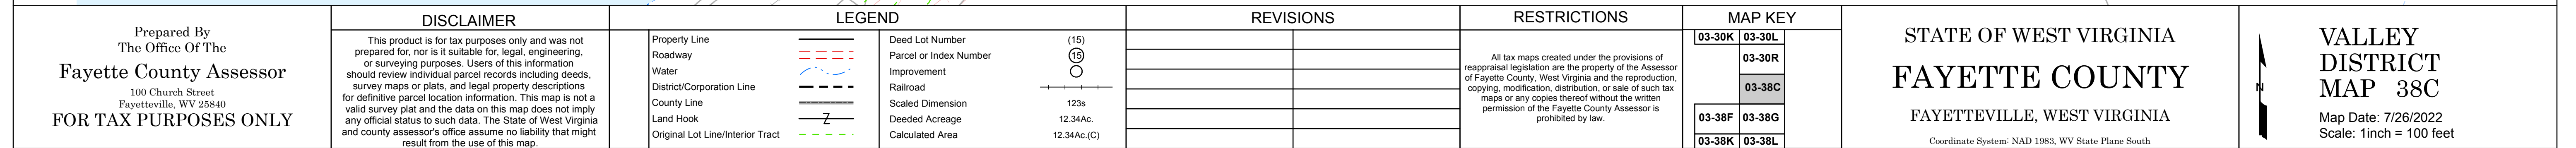 Prepared By
The Office Of The
Fayette County Assessor
100 Church Street
Fayetteville, WV 25840
FOR TAX PURPOSES ONLY
DISCLAIMER
This product is for tax purposes only and was not
prepared for, nor is it suitable for, legal, engineering,
or surveying purposes. Users of this information
should review individual parcel records including deeds,
survey maps or plats, and legal property descriptions
for definitive parcel location information. This map is not a
valid survey plat and the data on this map does not imply
any official status to such data. The State of West Virginia
and county assessor's office assume no liability that might
result from the use of this map.
LEGEND
Property Line
Roadway
Water
District/Corporation Line
County Line
Land Hook Z
Original Lot Line/Interior Tract
Deed Lot Number (15)
Parcel or Index Number 15
Improvement
Railroad
Scaled Dimension 123s
Deeded Acreage 12.34Ac.
Calculated Area 12.34Ac.(C)
REVISIONS
RESTRICTIONS
All tax maps created under the provisions of
reappraisal legislation are the property of the Assessor
of Fayette County, West Virginia and the reproduction,
copying, modification, distribution, or sale of such tax
maps or any copies thereof without the written
permission of the Fayette County Assessor is
prohibited by law.
MAP KEY
03-30K 03-30L
03-30R
03-38C
03-38F 03-38G
03-38K 03-38L
STATE OF WEST VIRGINIA
FAYETTE COUNTY
FAYETTEVILLE, WEST VIRGINIA
Coordinate System: NAD 1983, WV State Plane South
N
VALLEY
DISTRICT
MAP 38C
Map Date: 7/26/2022
Scale: 1inch = 100 feet